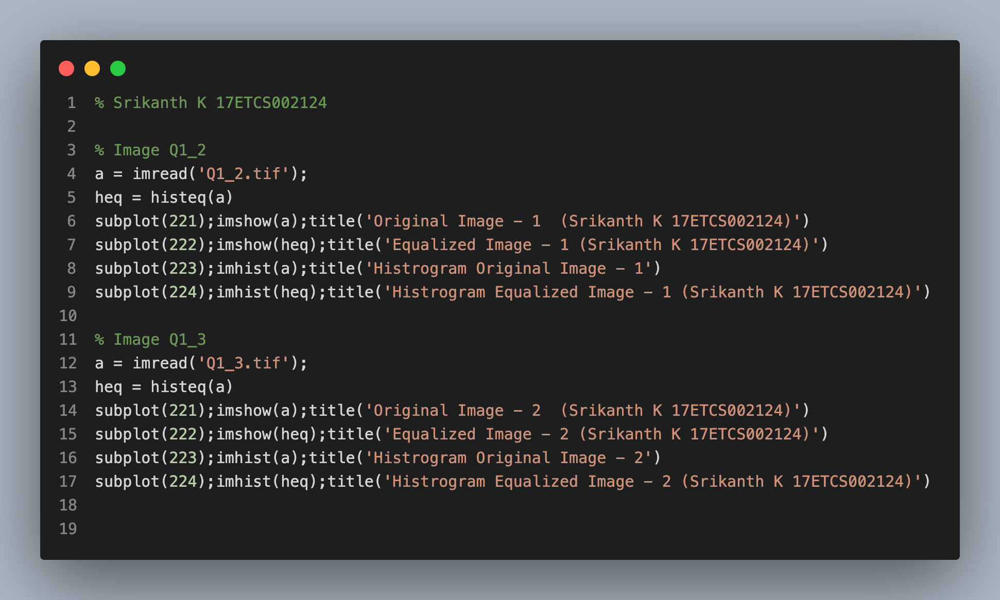 1 % Srikanth K 17ETCS002124
2
3 % Image Q1_2
4 a = imread('Q1_2.tif');
5 heq = histeq(a)
6 subplot(221);imshow(a);title('Original Image - 1  (Srikanth K 17ETCS002124)')
7 subplot(222);imshow(heq);title('Equalized Image - 1 (Srikanth K 17ETCS002124)')
8 subplot(223);imhist(a);title('Histrogram Original Image - 1')
9 subplot(224);imhist(heq);title('Histrogram Equalized Image - 1 (Srikanth K 17ETCS002124)')
10
11 % Image Q1_3
12 a = imread('Q1_3.tif');
13 heq = histeq(a)
14 subplot(221);imshow(a);title('Original Image - 2  (Srikanth K 17ETCS002124)')
15 subplot(222);imshow(heq);title('Equalized Image - 2 (Srikanth K 17ETCS002124)')
16 subplot(223);imhist(a);title('Histrogram Original Image - 2')
17 subplot(224);imhist(heq);title('Histrogram Equalized Image - 2 (Srikanth K 17ETCS002124)')
18
19